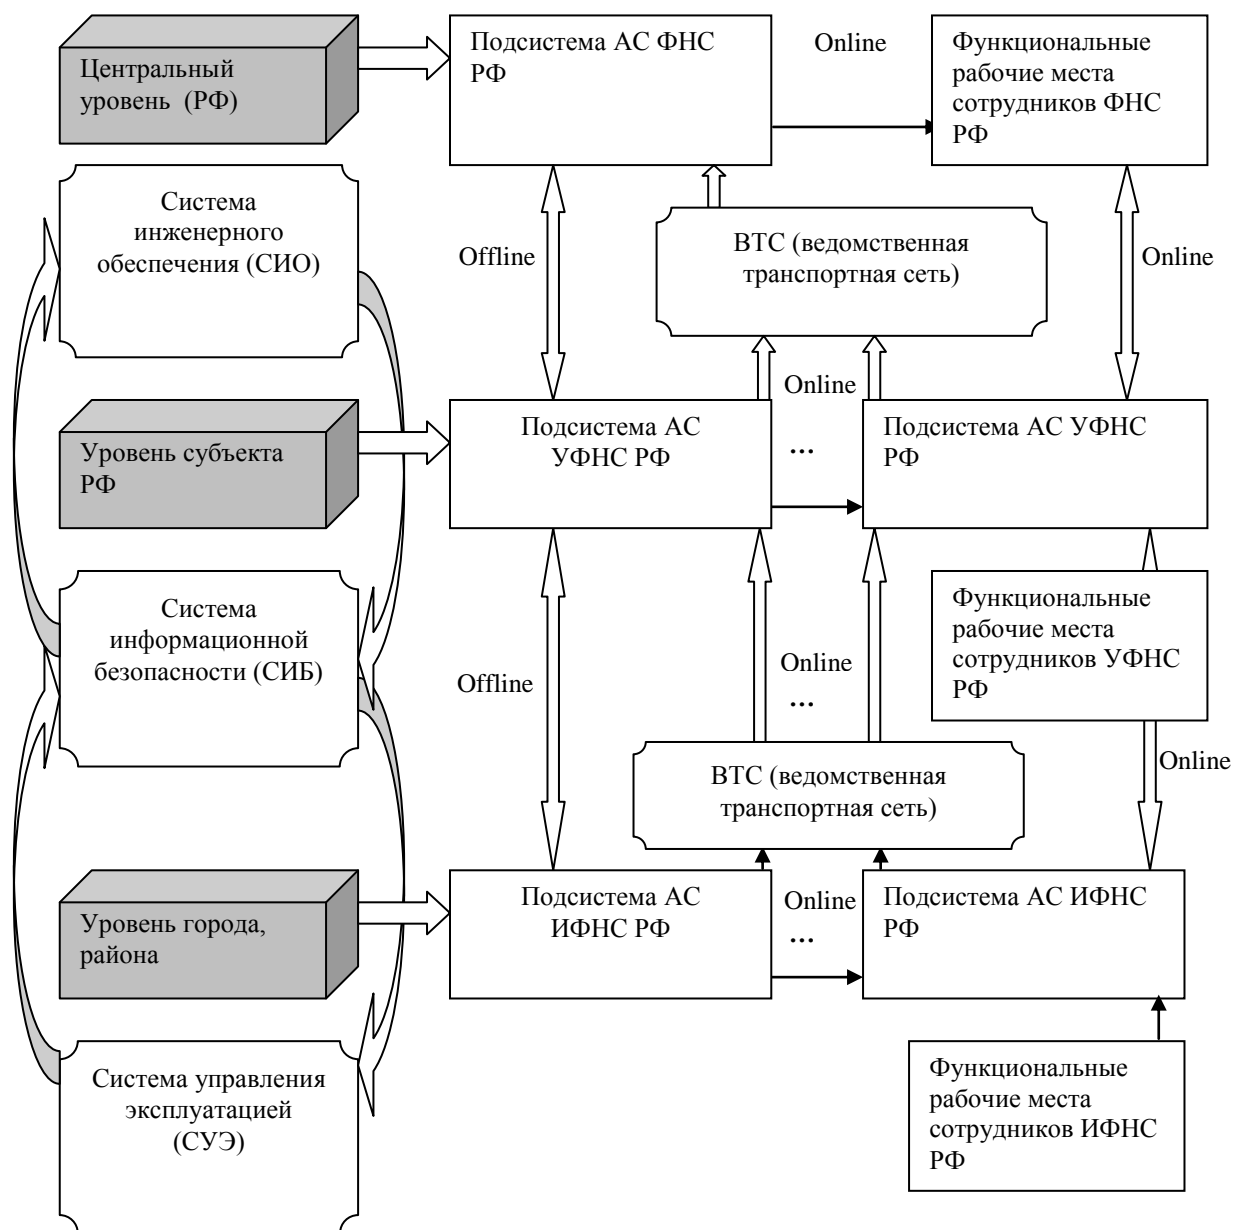 Центральный
уровень (РФ)
Подсистема АС ФНС
РФ
Online
Функциональные
рабочие места
сотрудников ФНС
РФ
Система
инженерного
обеспечения (СИО)
Offline
ВТС (ведомственная
транспортная сеть)
Online
Online
Уровень субъекта
РФ
Подсистема АС
УФНС РФ
...
Подсистема АС УФНС
РФ
Система
информационной
безопасности (СИБ)
Offline
Online
...
Функциональные
рабочие места
сотрудников УФНС
РФ
Online
ВТС (ведомственная
транспортная сеть)
Уровень города,
района
Подсистема АС
ИФНС РФ
Online
...
Подсистема АС ИФНС
РФ
Система управления
эксплуатацией
(СУЭ)
Функциональные
рабочие места
сотрудников ИФНС
РФ